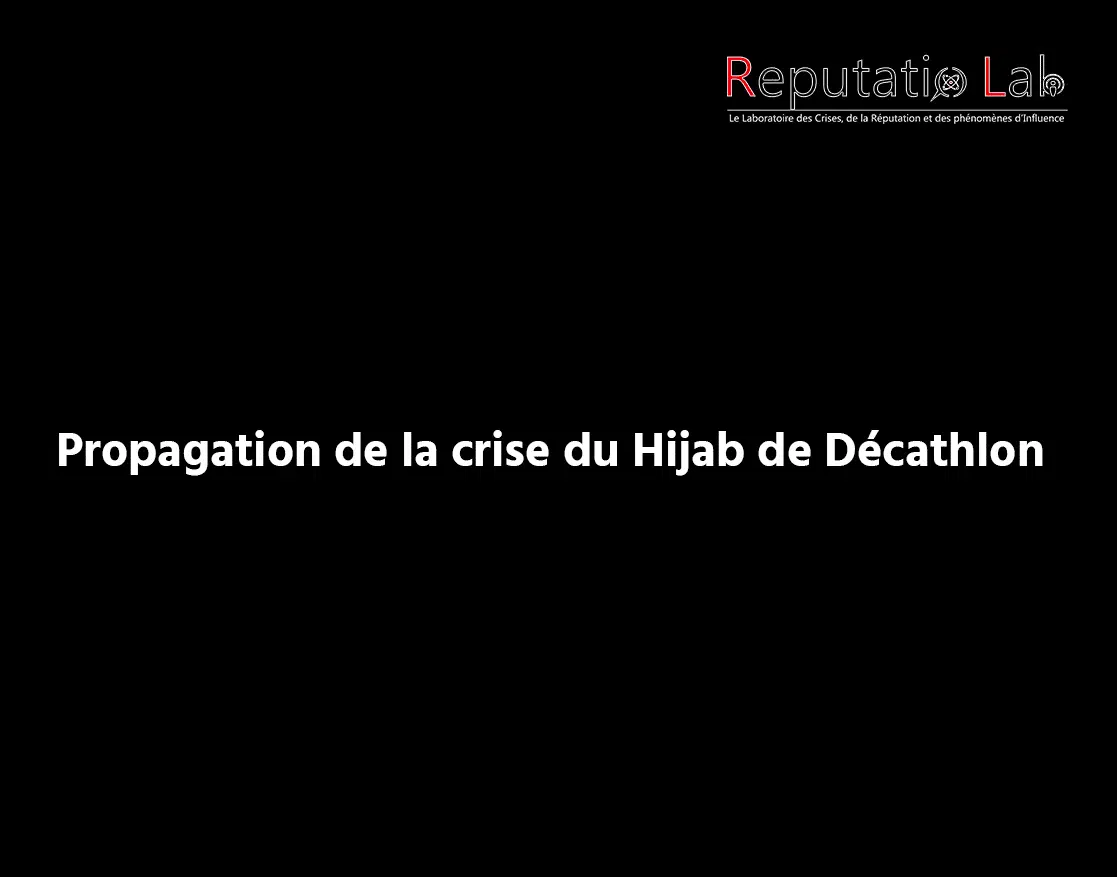 Reputatio Lab
Le Laboratoire des Crises, de la Réputation et des phénomènes d'Influence
Propagation de la crise du Hijab de Décathlon